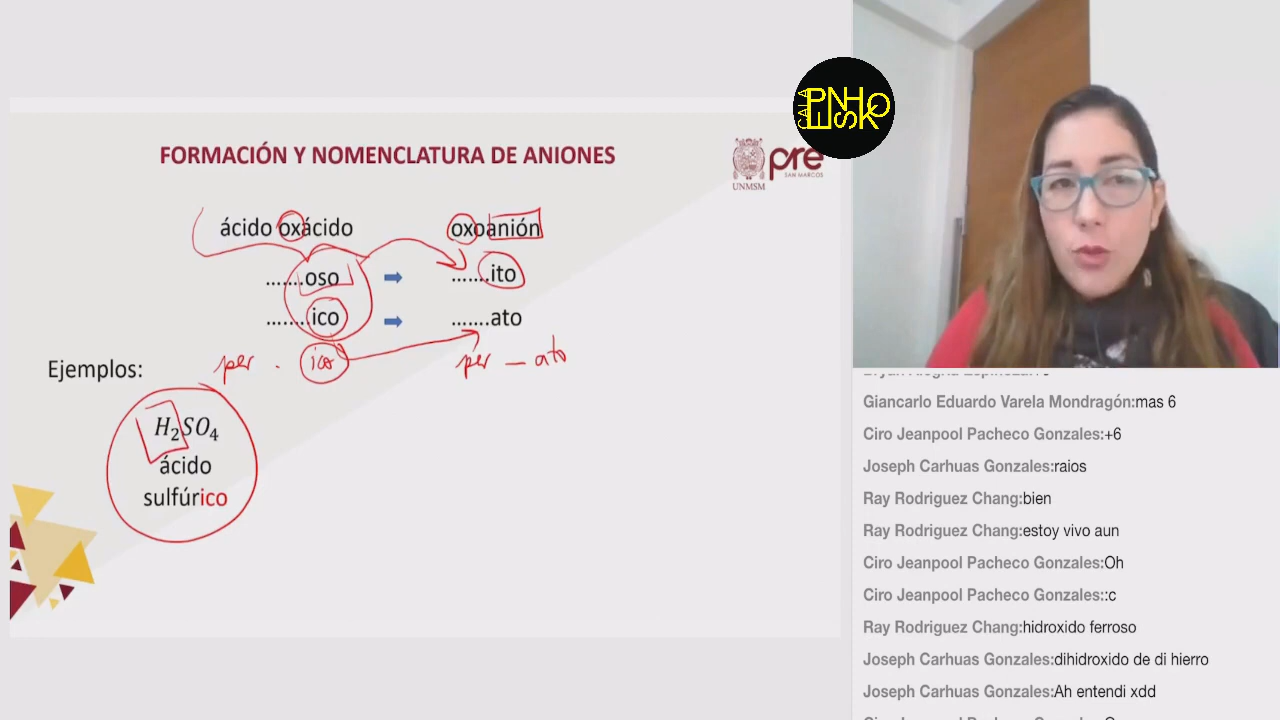 FORMACIÓN Y NOMENCLATURA DE ANIONES
UNMSM
pre
SAN MARCOS
CALA
PENHOSK
ácido oxácido
oxoanión
.......oso
.......ito
.......ico
.......ato
per - ico
per - ato
Ejemplos:
H₂SO₄
ácido
sulfúrico
Giancarlo Eduardo Varela Mondragón:mas 6
Ciro Jeanpool Pacheco Gonzales:+6
Joseph Carhuas Gonzales:raios
Ray Rodriguez Chang:bien
Ray Rodriguez Chang:estoy vivo aun
Ciro Jeanpool Pacheco Gonzales:Oh
Ciro Jeanpool Pacheco Gonzales::c
Ray Rodriguez Chang:hidroxido ferroso
Joseph Carhuas Gonzales:dihidroxido de di hierro
Joseph Carhuas Gonzales:Ah entendi xdd